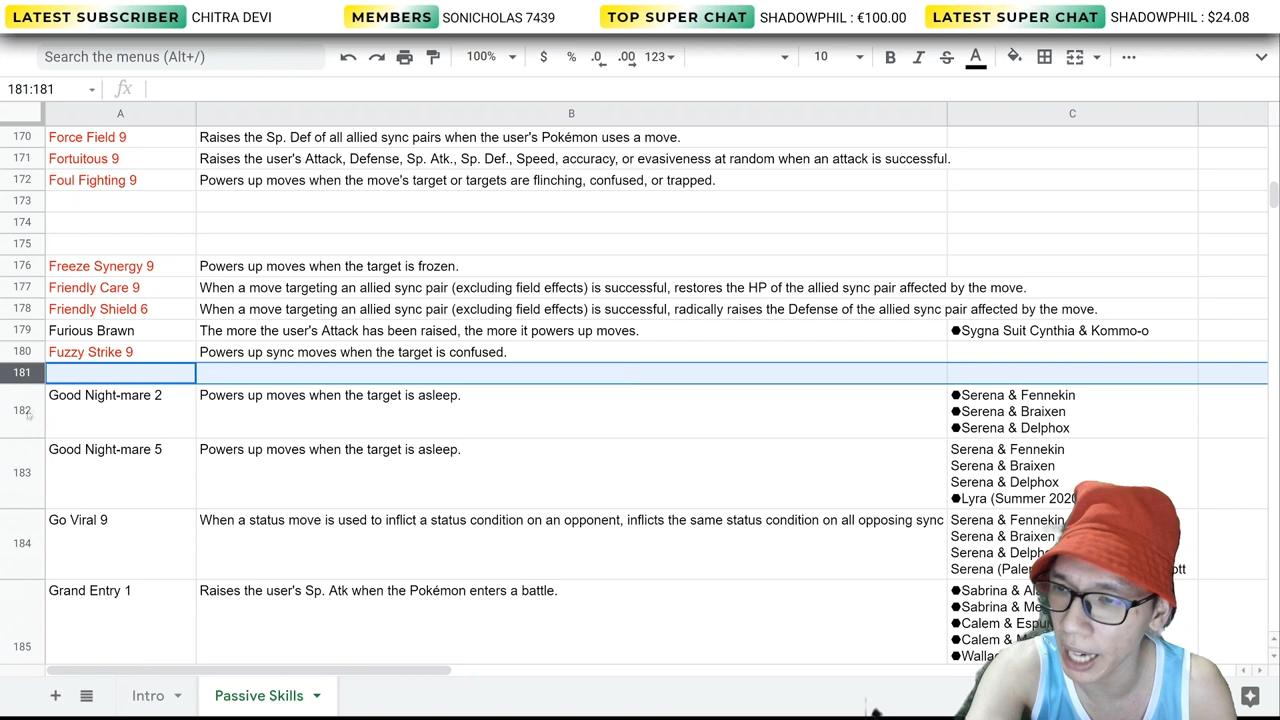 LATEST SUBSCRIBER CHITRA DEVI MEMBERS SONICHOLAS 7439 TOP SUPER CHAT SHADOWPHIL : €100.00 LATEST SUPER CHAT SHADOWPHIL : $24.08
Search the menus (Alt+/) 100% $ % .0 .00 123 10 B I S A
181:181 fx
A B C
170 Force Field 9 Raises the Sp. Def of all allied sync pairs when the user's Pokémon uses a move.
171 Fortuitous 9 Raises the user's Attack, Defense, Sp. Atk., Sp. Def., Speed, accuracy, or evasiveness at random when an attack is successful.
172 Foul Fighting 9 Powers up moves when the move's target or targets are flinching, confused, or trapped.
173
174
175
176 Freeze Synergy 9 Powers up moves when the target is frozen.
177 Friendly Care 9 When a move targeting an allied sync pair (excluding field effects) is successful, restores the HP of the allied sync pair affected by the move.
178 Friendly Shield 6 When a move targeting an allied sync pair (excluding field effects) is successful, radically raises the Defense of the allied sync pair affected by the move.
179 Furious Brawn The more the user's Attack has been raised, the more it powers up moves. ⬣Sygna Suit Cynthia & Kommo-o
180 Fuzzy Strike 9 Powers up sync moves when the target is confused.
181
182 Good Night-mare 2 Powers up moves when the target is asleep. ⬣Serena & Fennekin
⬣Serena & Braixen
⬣Serena & Delphox
183 Good Night-mare 5 Powers up moves when the target is asleep. Serena & Fennekin
Serena & Braixen
Serena & Delphox
⬣Lyra (Summer 2020
184 Go Viral 9 When a status move is used to inflict a status condition on an opponent, inflicts the same status condition on all opposing sync Serena & Fennekin
Serena & Braixen
Serena &
Serena
185 Grand Entry 1 Raises the user's Sp. Atk when the Pokémon enters a battle. ⬣Sabrina &
⬣Sabrina &
⬣Calem &
⬣Calem &
Intro Passive Skills